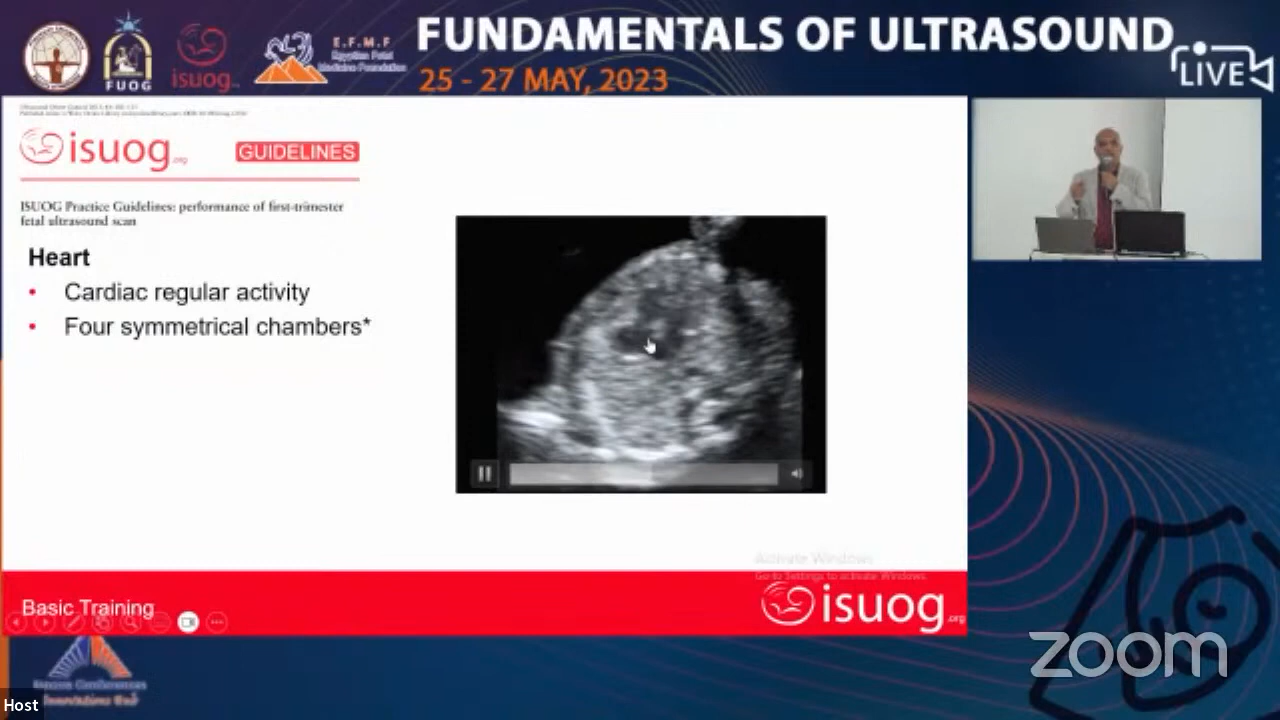 FUNDAMENTALS OF ULTRASOUND
25 - 27 MAY, 2023
LIVE
FUOG
isuog
E.F.M.F
Egyptian Fetal
Medicine Foundation
isuog.org
GUIDELINES
ISUOG Practice Guidelines: performance of first-trimester
fetal ultrasound scan
Heart
• Cardiac regular activity
• Four symmetrical chambers*
Activate Windows
Go to Settings to activate Windows.
Basic Training
isuog.org
zoom
Host